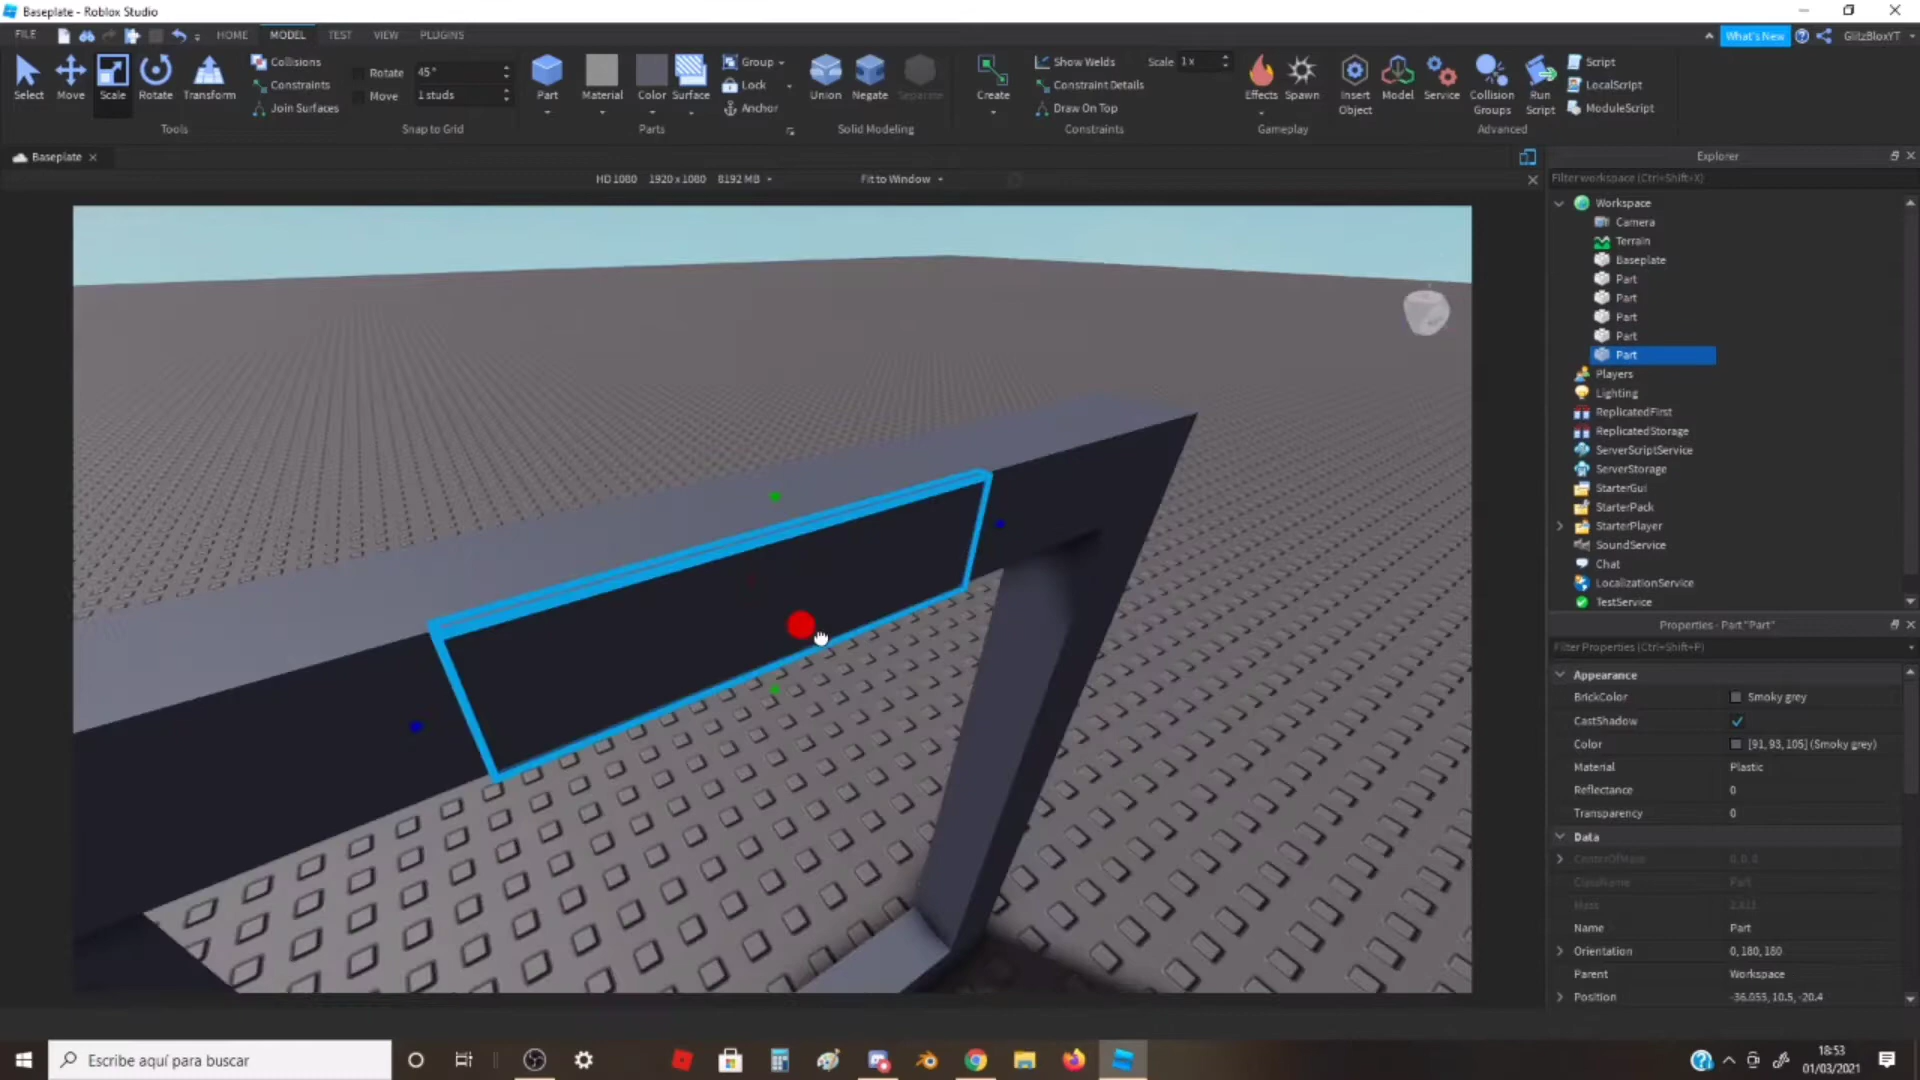 Baseplate - Roblox Studio
FILE HOME MODEL TEST VIEW PLUGINS What's New GlitzBloxYT
Select Move Scale Rotate Transform
Collisions
Constraints
Join Surfaces
Tools
Rotate 45°
Move 1 studs
Snap to Grid
Part Material Color Surface
Group
Lock
Anchor
Parts
Union Negate Separate
Solid Modeling
Create
Show Welds Scale 1x
Constraint Details
Draw On Top
Constraints
Effects Spawn
Gameplay
Insert Object Model Service Collision Groups Run Script
Script
LocalScript
ModuleScript
Advanced
Baseplate
HD 1080 1920 x 1080 8192 MB Fit to Window
Explorer
Filter workspace (Ctrl+Shift+X)
Workspace
Camera
Terrain
Baseplate
Part
Part
Part
Part
Part
Players
Lighting
ReplicatedFirst
ReplicatedStorage
ServerScriptService
ServerStorage
StarterGui
StarterPack
StarterPlayer
SoundService
Chat
LocalizationService
TestService
Properties - Part "Part"
Filter Properties (Ctrl+Shift+P)
Appearance
BrickColor Smoky grey
CastShadow
Color [91, 93, 105] (Smoky grey)
Material Plastic
Reflectance 0
Transparency 0
Data
CenterOfMass 0, 0, 0
ClassName Part
Mass
Name Part
Orientation 0, 180, 180
Parent Workspace
Position -36.055, 10.5, -20.4
Escribe aquí para buscar
18:53
01/03/2021